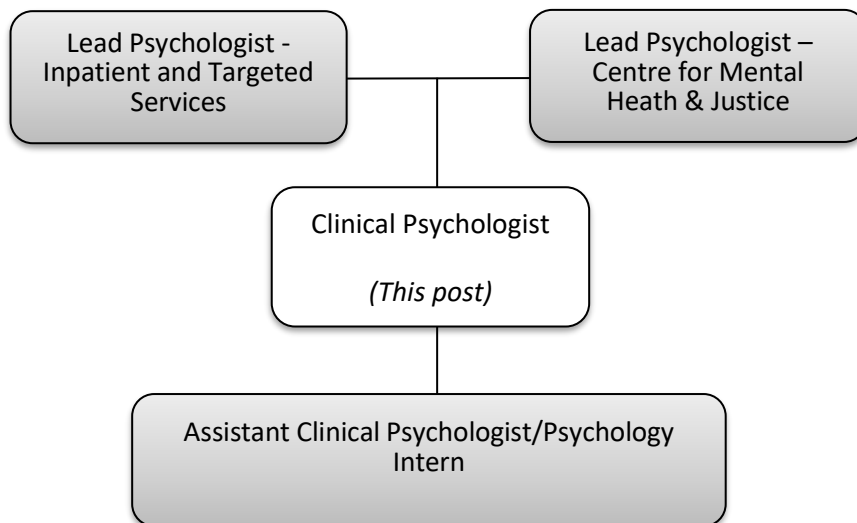 Lead Psychologist -
Inpatient and Targeted
Services
Lead Psychologist –
Centre for Mental
Heath & Justice
Clinical Psychologist
(This post)
Assistant Clinical Psychologist/Psychology
Intern